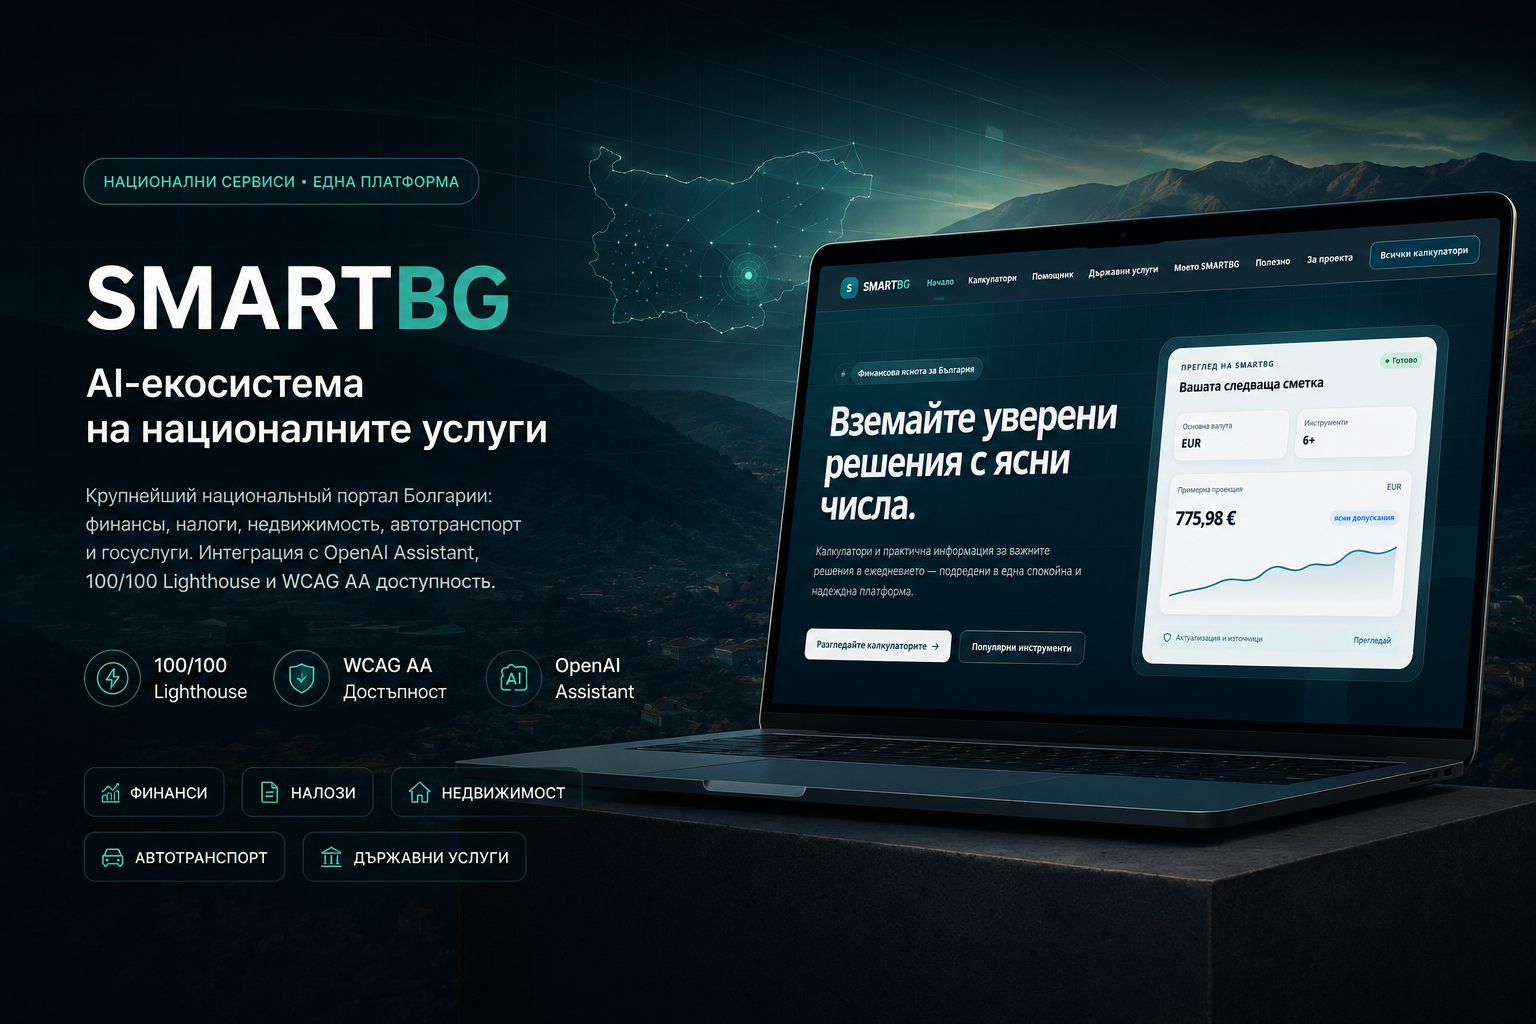 НАЦИОНАЛНИ СЕРВИСИ • ЕДНА ПЛАТФОРМА
SMARTBG
AI-екосистема
на националните услуги
Крупнейший национальный портал Болгарии:
финансы, налоги, недвижимость, автотранспорт
и госуслуги. Интеграция с OpenAI Assistant,
100/100 Lighthouse и WCAG AA доступность.
100/100
Lighthouse
WCAG AA
Достъпност
AI
OpenAI
Assistant
ФИНАНСИ
НАЛОЗИ
НЕДВИЖИМОСТ
АВТОТРАНСПОРТ
ДЪРЖАВНИ УСЛУГИ
S SMARTBG Начало Калкулатори Помощник Държавни услуги Моето SMARTBG Полезно За проекта Всички калкулатори
Финансова яснота за България
Вземайте уверени
решения с ясни
числа.
Калкулатори и практична информация за важните
решения в ежедневието — подредени в една спокойна и
надеждна платформа.
Разгледайте калкулаторите →
Популярни инструменти
ПРЕГЛЕД НА SMARTBG
Готово
Вашата следваща сметка
Основна валута
EUR
Инструменти
6+
Примерна проекция
EUR
775,98 €
ясни допускания
Актуализация и източници
Прегледай